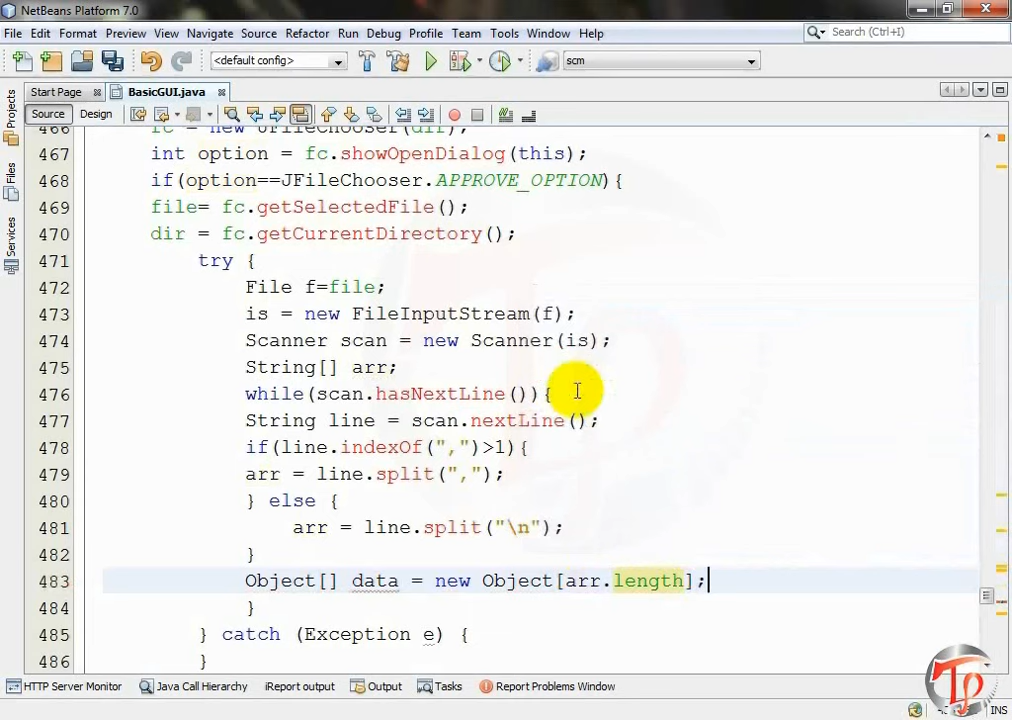 NetBeans Platform 7.0
File Edit Format Preview View Navigate Source Refactor Run Debug Profile Team Tools Window Help
Search (Ctrl+I)
<default config>
scm
Start Page
BasicGUI.java
Projects
Files
Services
Source Design
466 fc = new JFileChooser(dir);
467 int option = fc.showOpenDialog(this);
468 if(option==JFileChooser.APPROVE_OPTION){
469 file= fc.getSelectedFile();
470 dir = fc.getCurrentDirectory();
471 try {
472 File f=file;
473 is = new FileInputStream(f);
474 Scanner scan = new Scanner(is);
475 String[] arr;
476 while(scan.hasNextLine()){
477 String line = scan.nextLine();
478 if(line.indexOf(",")>1){
479 arr = line.split(",");
480 } else {
481 arr = line.split("\n");
482 }
483 Object[] data = new Object[arr.length];
484 }
485 } catch (Exception e) {
486 }
HTTP Server Monitor
Java Call Hierarchy
iReport output
Output
Tasks
Report Problems Window
INS